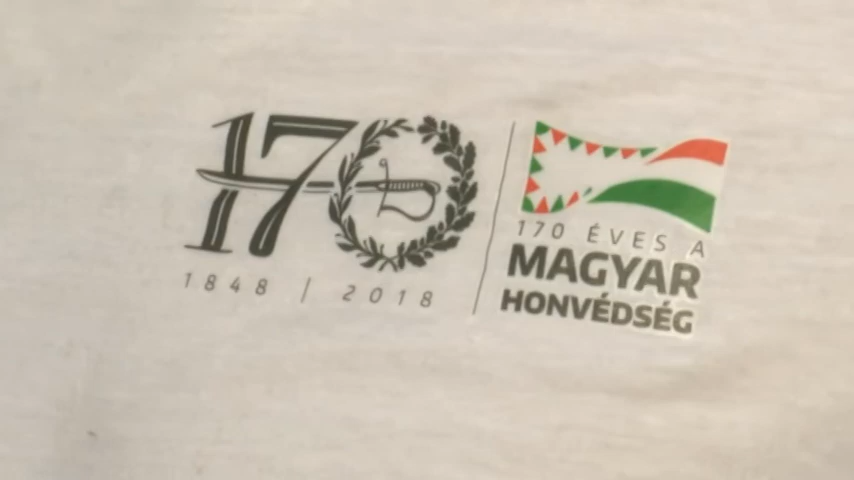 170
1848 | 2018
170 ÉVES A
MAGYAR
HONVÉDSÉG